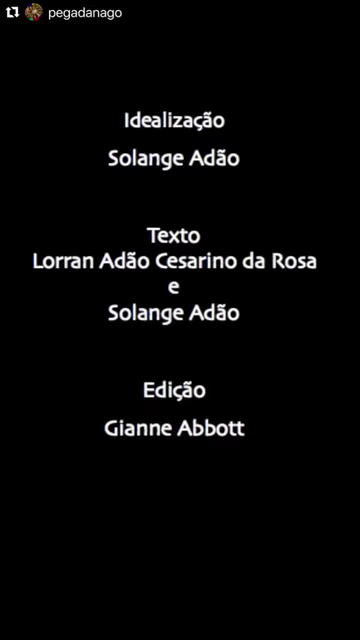 pegadanago
Idealização
Solange Adão
Texto
Lorran Adão Cesarino da Rosa
e
Solange Adão
Edição
Gianne Abbott